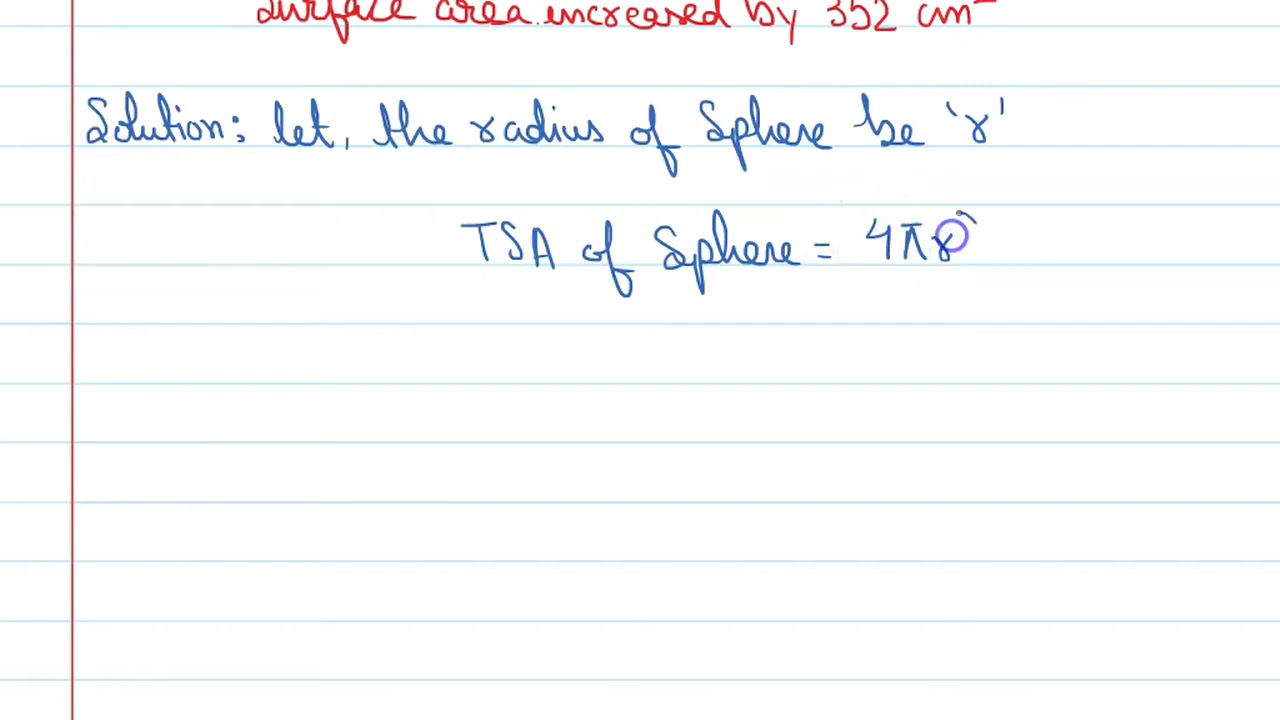 Surface area increased by 352 cm²
Solution: let, the radius of Sphere be 'r'
TSA of Sphere = 4πr²